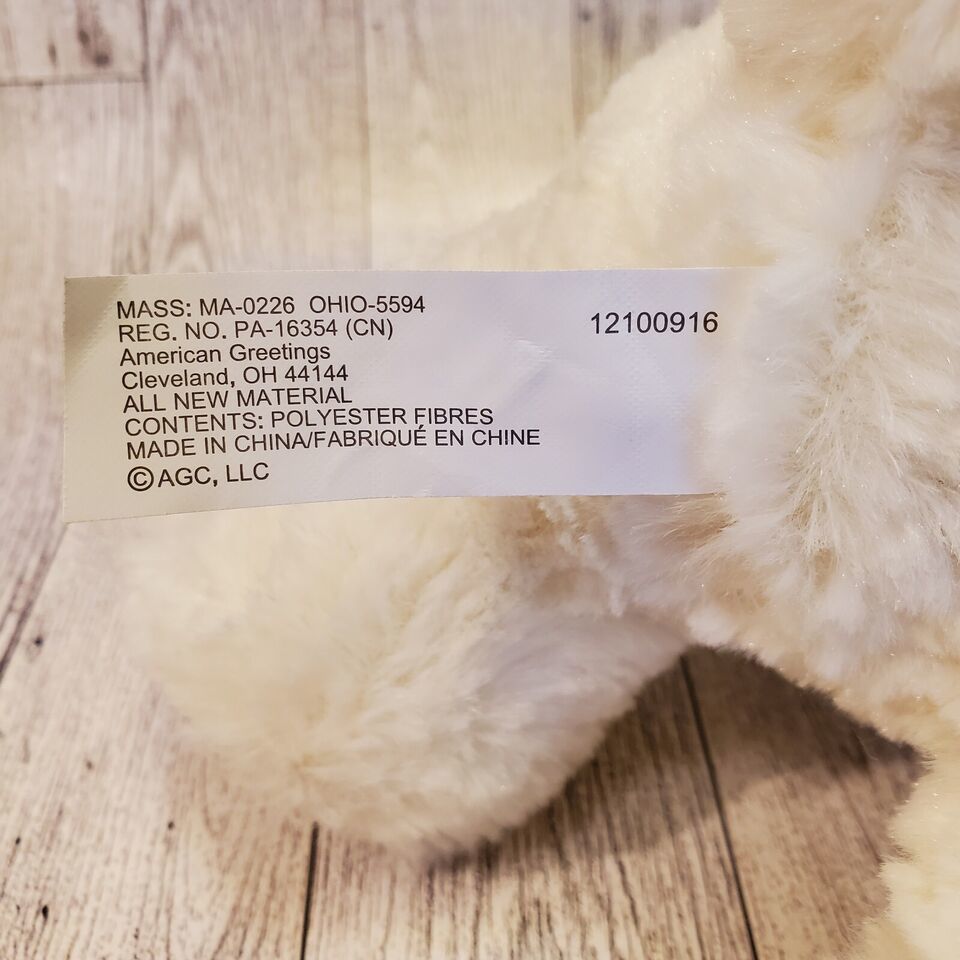 MASS: MA-0226 OHIO-5594
REG. NO. PA-16354 (CN)
American Greetings
Cleveland, OH 44144
ALL NEW MATERIAL
CONTENTS: POLYESTER FIBRES
MADE IN CHINA/FABRIQUÉ EN CHINE
©AGC, LLC
12100916